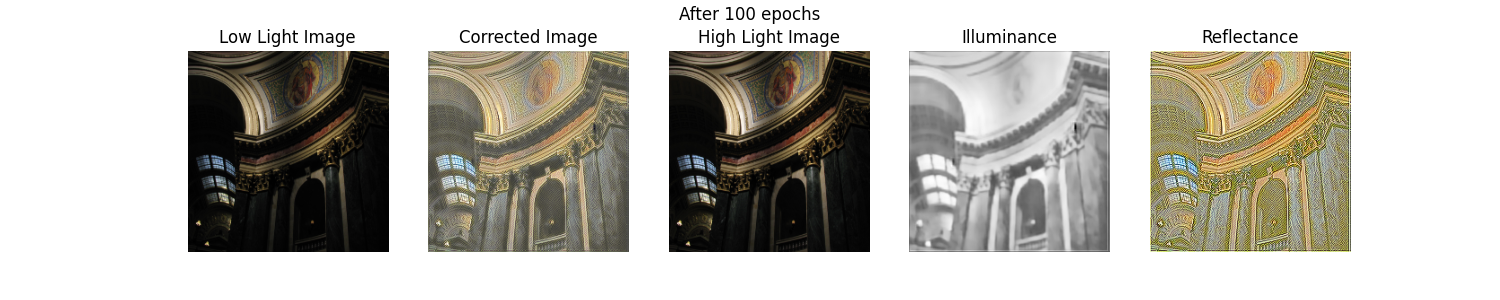 After 100 epochs
Low Light Image
Corrected Image
High Light Image
Illuminance
Reflectance